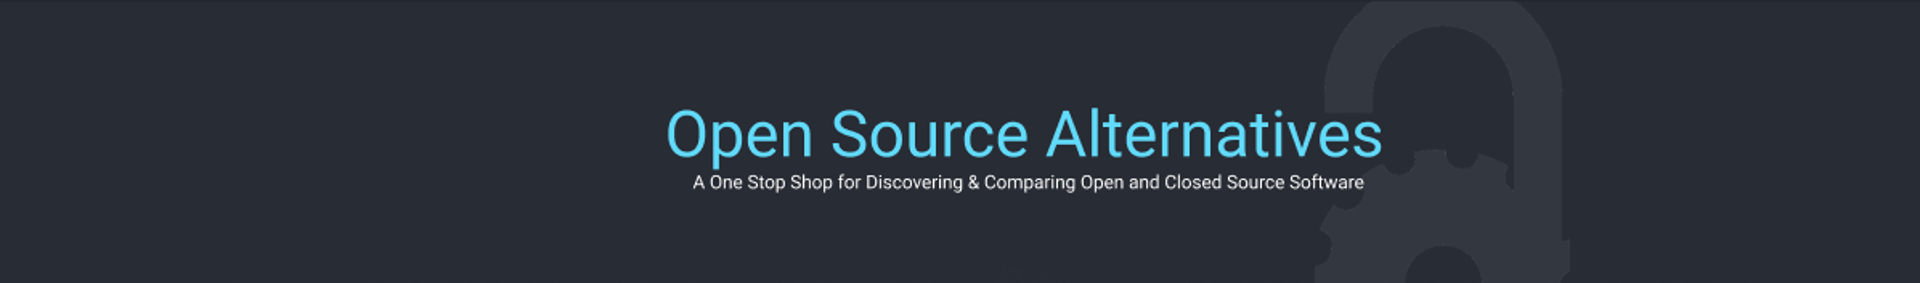 Open Source Alternatives
A One Stop Shop for Discovering & Comparing Open and Closed Source Software